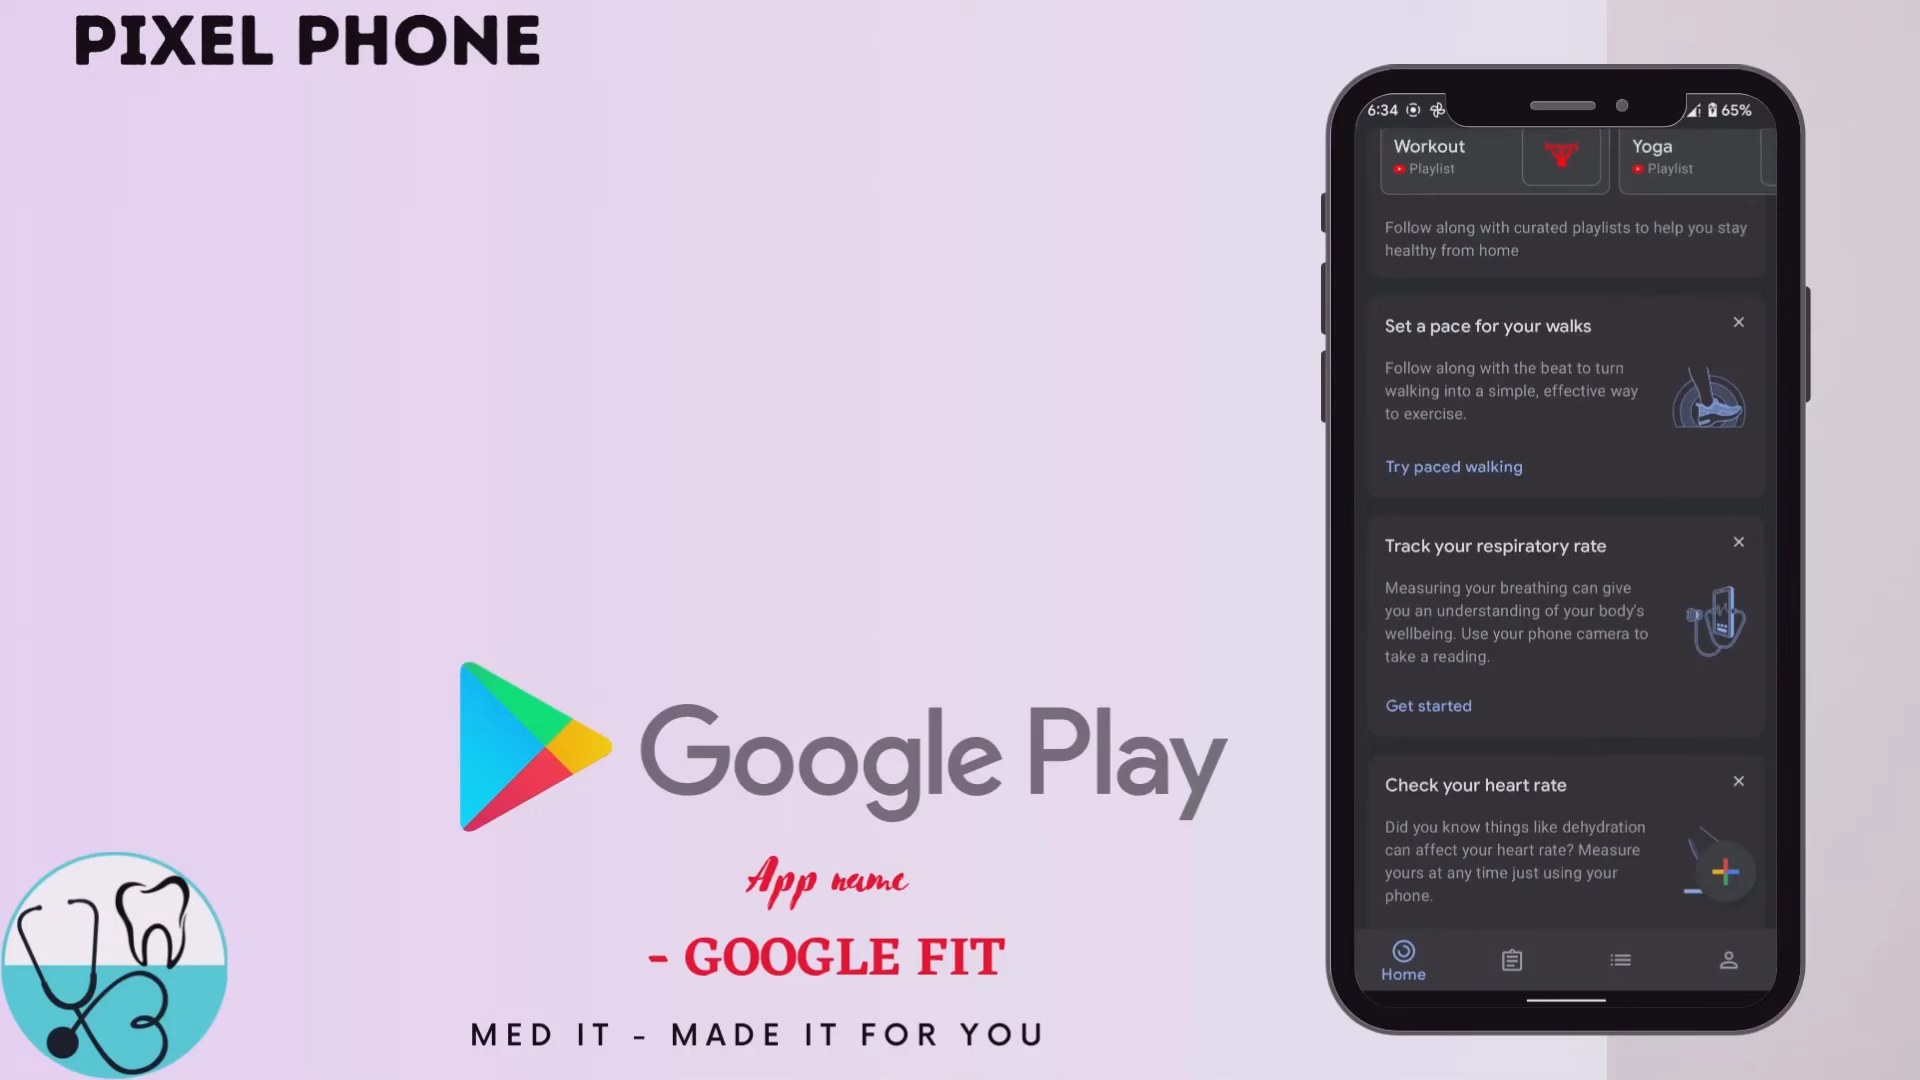 PIXEL PHONE
6:34
65%
Workout
Playlist
Yoga
Playlist
Follow along with curated playlists to help you stay
healthy from home
Set a pace for your walks
Follow along with the beat to turn
walking into a simple, effective way
to exercise.
Try paced walking
Track your respiratory rate
Measuring your breathing can give
you an understanding of your body's
wellbeing. Use your phone camera to
take a reading.
Get started
Check your heart rate
Did you know things like dehydration
can affect your heart rate? Measure
yours at any time just using your
phone.
Home
Google Play
App name
- GOOGLE FIT
MED IT - MADE IT FOR YOU